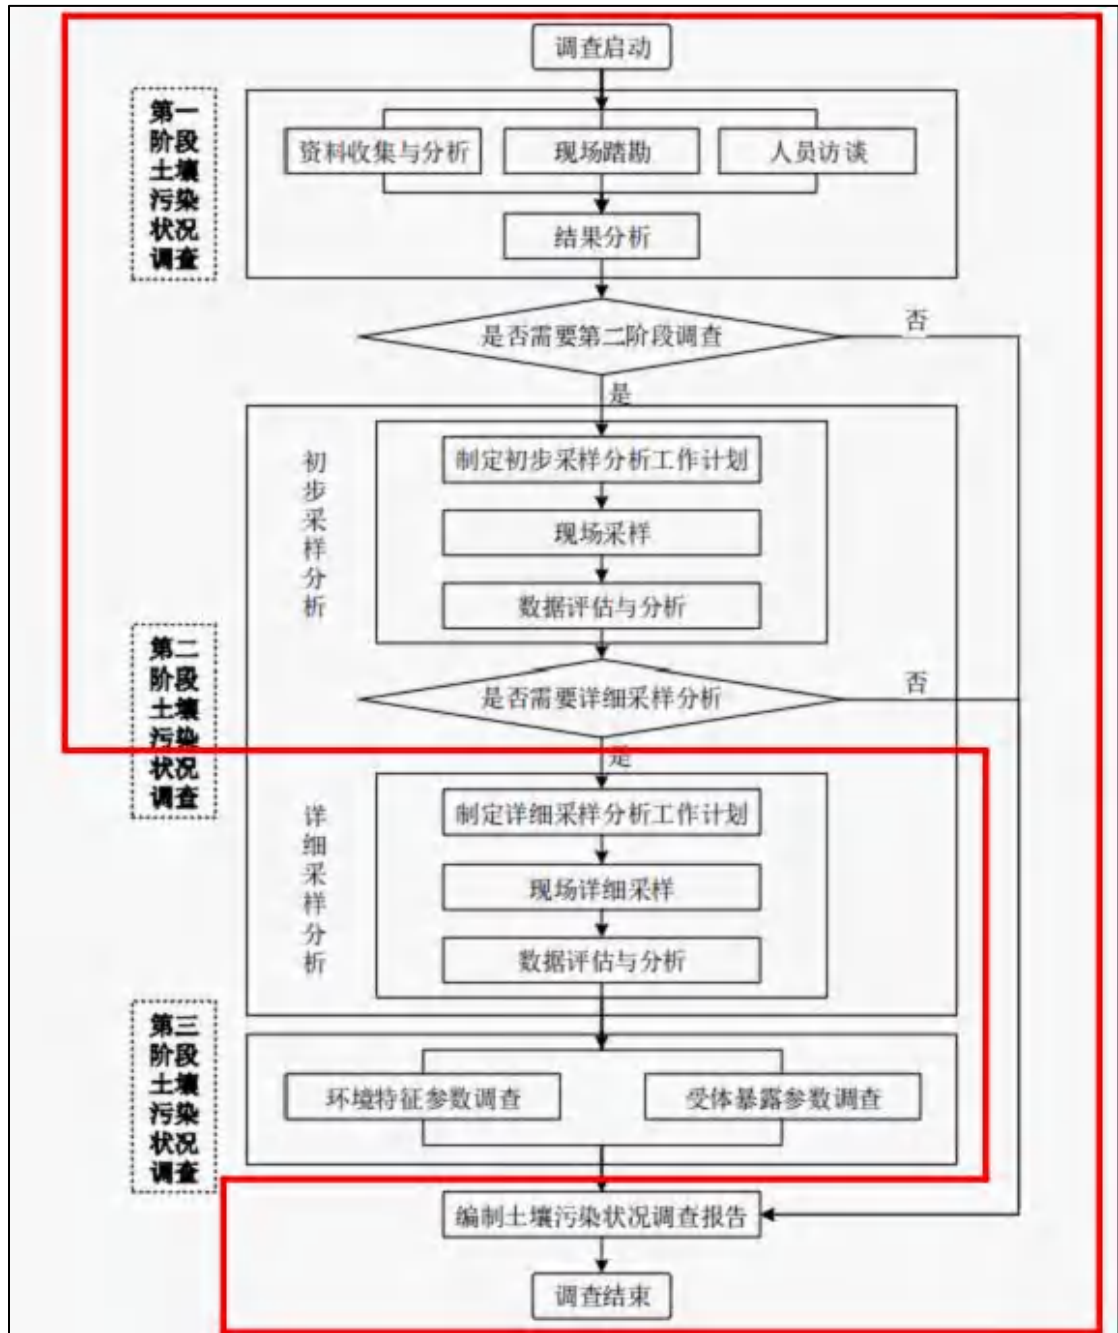 调查启动
第一
阶段
土壤
污染
状况
调查
资料收集与分析
现场踏勘
人员访谈
结果分析
是否需要第二阶段调查
否
是
初
步
采
样
分
析
制定初步采样分析工作计划
现场采样
数据评估与分析
第二
阶段
土壤
污染
状况
调查
是否需要详细采样分析
否
是
详
细
采
样
分
析
制定详细采样分析工作计划
现场详细采样
数据评估与分析
第三
阶段
土壤
污染
状况
调查
环境特征参数调查
受体暴露参数调查
编制土壤污染状况调查报告
调查结束